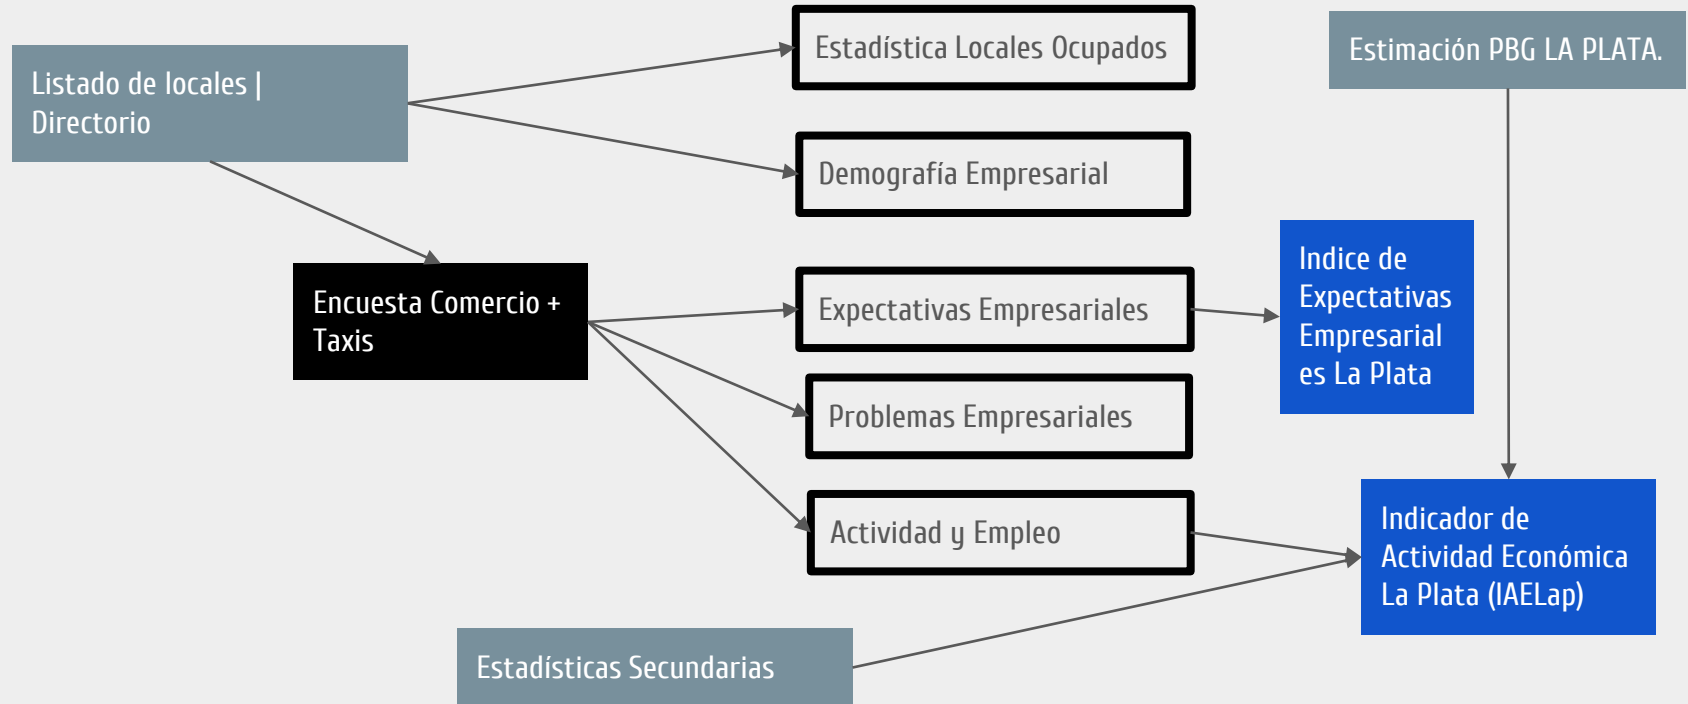 Listado de locales |
Directorio
Estadística Locales Ocupados
Estimación PBG LA PLATA.
Demografía Empresarial
Encuesta Comercio +
Taxis
Expectativas Empresariales
Indice de
Expectativas
Empresarial
es La Plata
Problemas Empresariales
Actividad y Empleo
Indicador de
Actividad Económica
La Plata (IAELap)
Estadísticas Secundarias